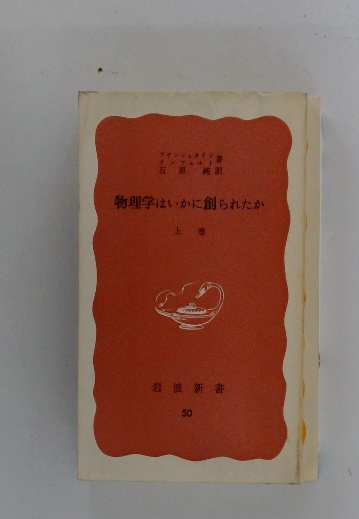 アインシュタイン
インフェルト 著
石原純 訳
物理学はいかに創られたか
上巻
岩波新書
50